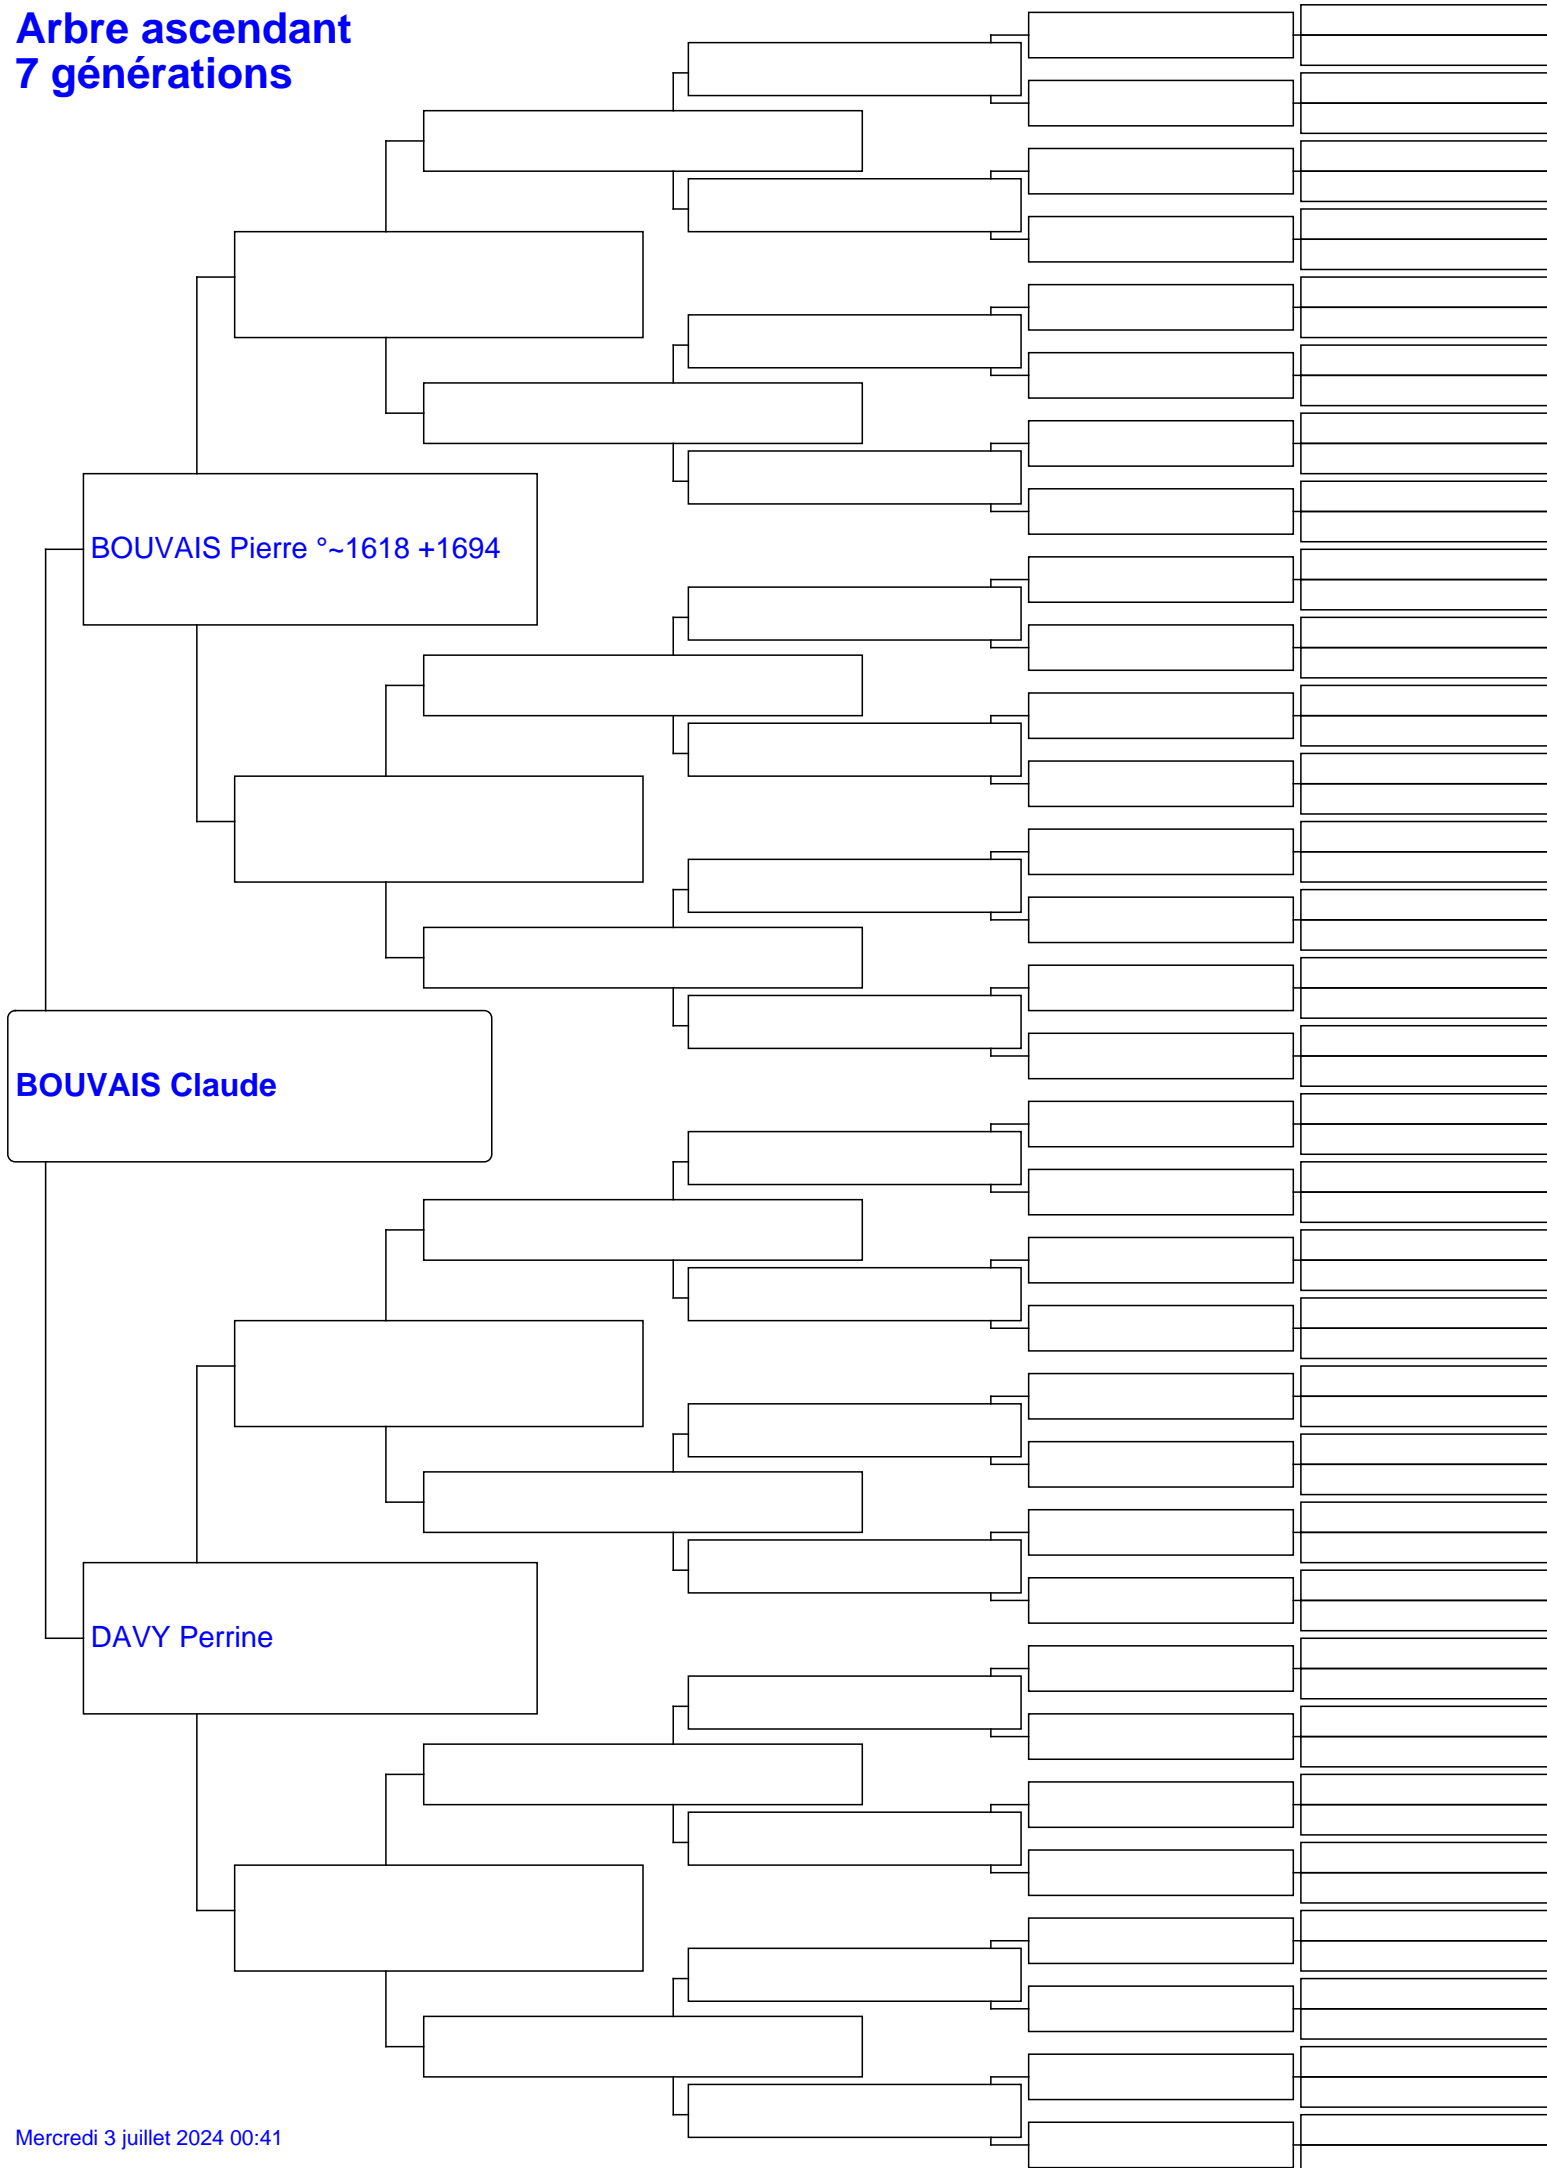 Arbre ascendant
7 générations
BOUVAIS Pierre °~1618 +1694
BOUVAIS Claude
DAVY Perrine
Mercredi 3 juillet 2024 00:41